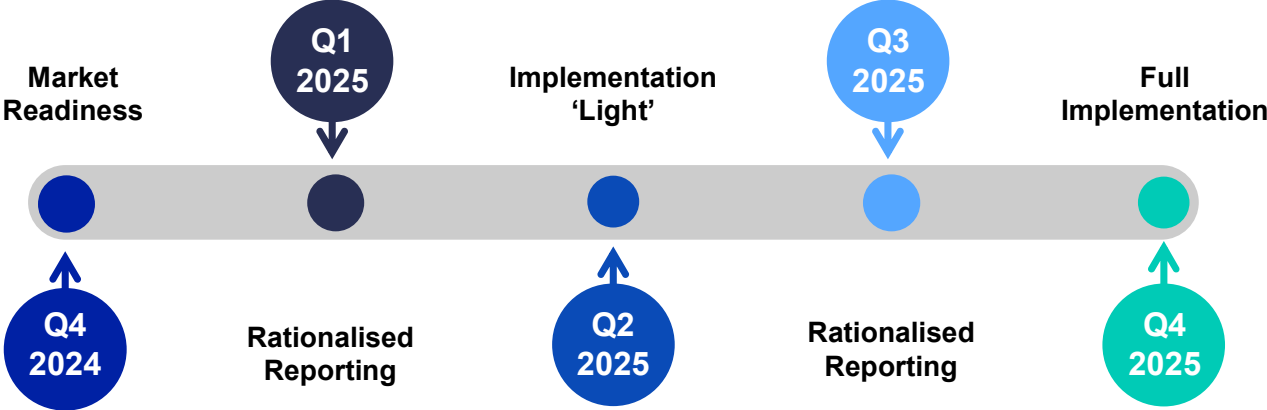 Market
Readiness
Q1
2025
Implementation
‘Light’
Q3
2025
Full
Implementation
Q4
2024
Rationalised
Reporting
Q2
2025
Rationalised
Reporting
Q4
2025